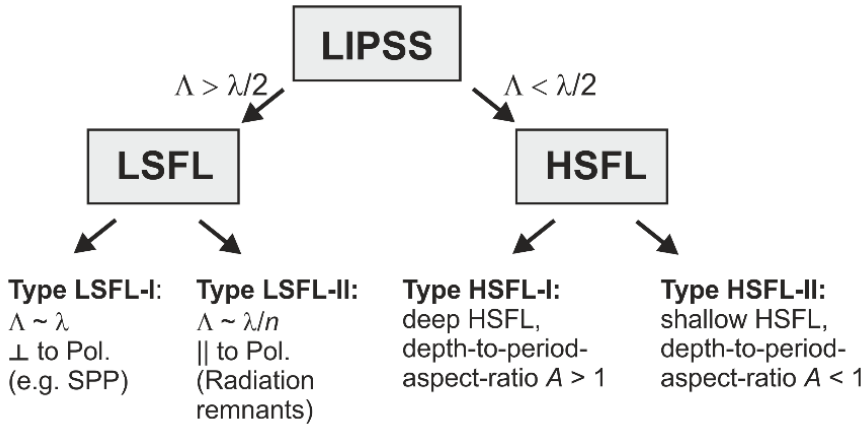 LIPSS
Λ > λ/2
Λ < λ/2
LSFL
HSFL
Type LSFL-I:
Λ ~ λ
⊥ to Pol.
(e.g. SPP)
Type LSFL-II:
Λ ~ λ/n
|| to Pol.
(Radiation
remnants)
Type HSFL-I:
deep HSFL,
depth-to-period-
aspect-ratio A > 1
Type HSFL-II:
shallow HSFL,
depth-to-period-
aspect-ratio A < 1